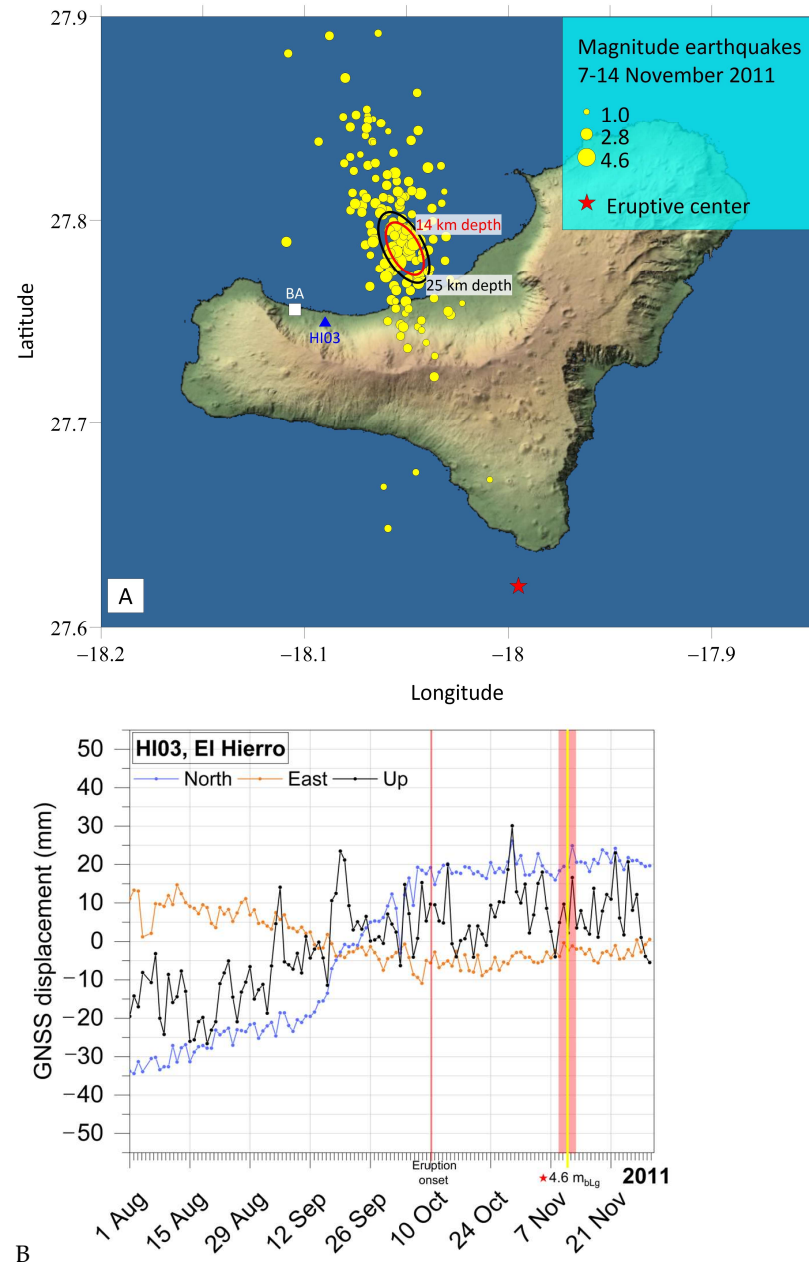 27.9
Magnitude earthquakes
7-14 November 2011
1.0
2.8
4.6
Eruptive center
27.8
14 km depth
25 km depth
BA
HI03
Latitude
27.7
A
27.6
−18.2
−18.1
−18
−17.9
Longitude
HI03, El Hierro
North
East
Up
50
40
30
20
10
0
−10
−20
−30
−40
−50
GNSS displacement (mm)
Eruption
onset
4.6 mbLg
2011
1 Aug
15 Aug
29 Aug
12 Sep
26 Sep
10 Oct
24 Oct
7 Nov
21 Nov
B